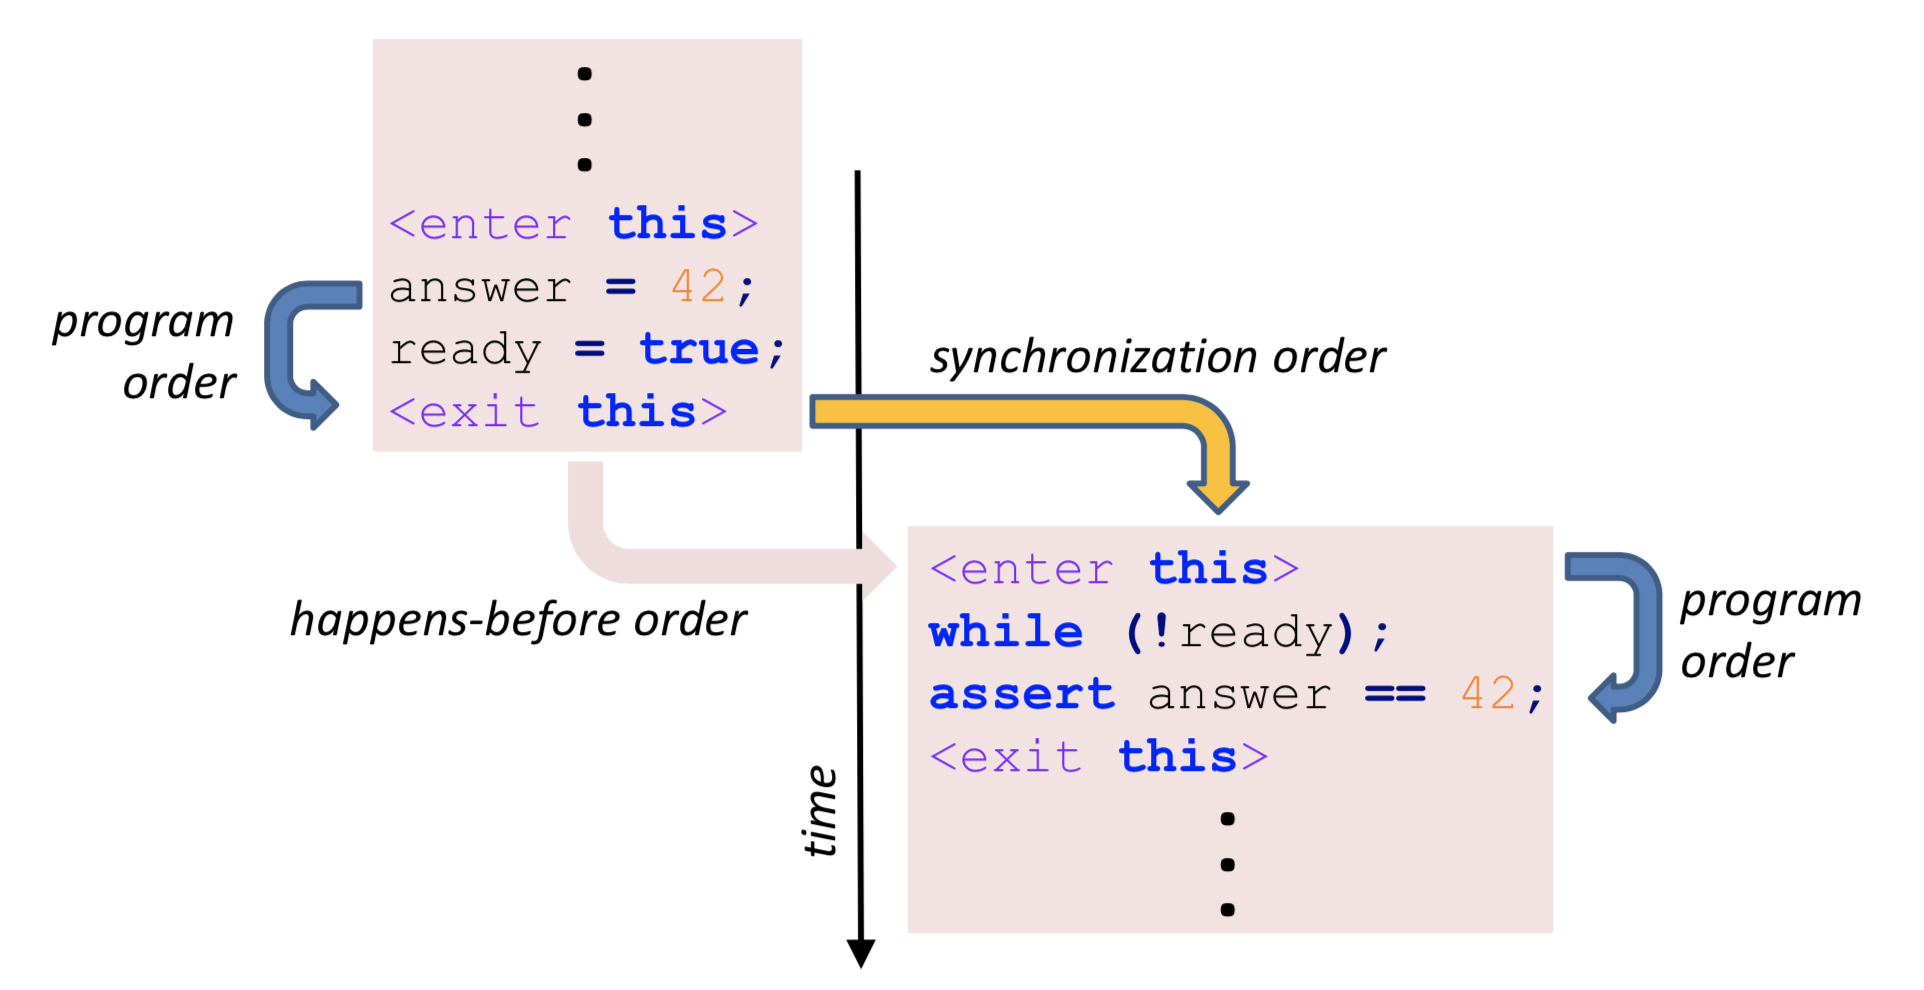 <enter this>
answer = 42;
ready = true;
<exit this>
program
order
synchronization order
happens-before order
<enter this>
while (!ready);
assert answer == 42;
<exit this>
program
order
time